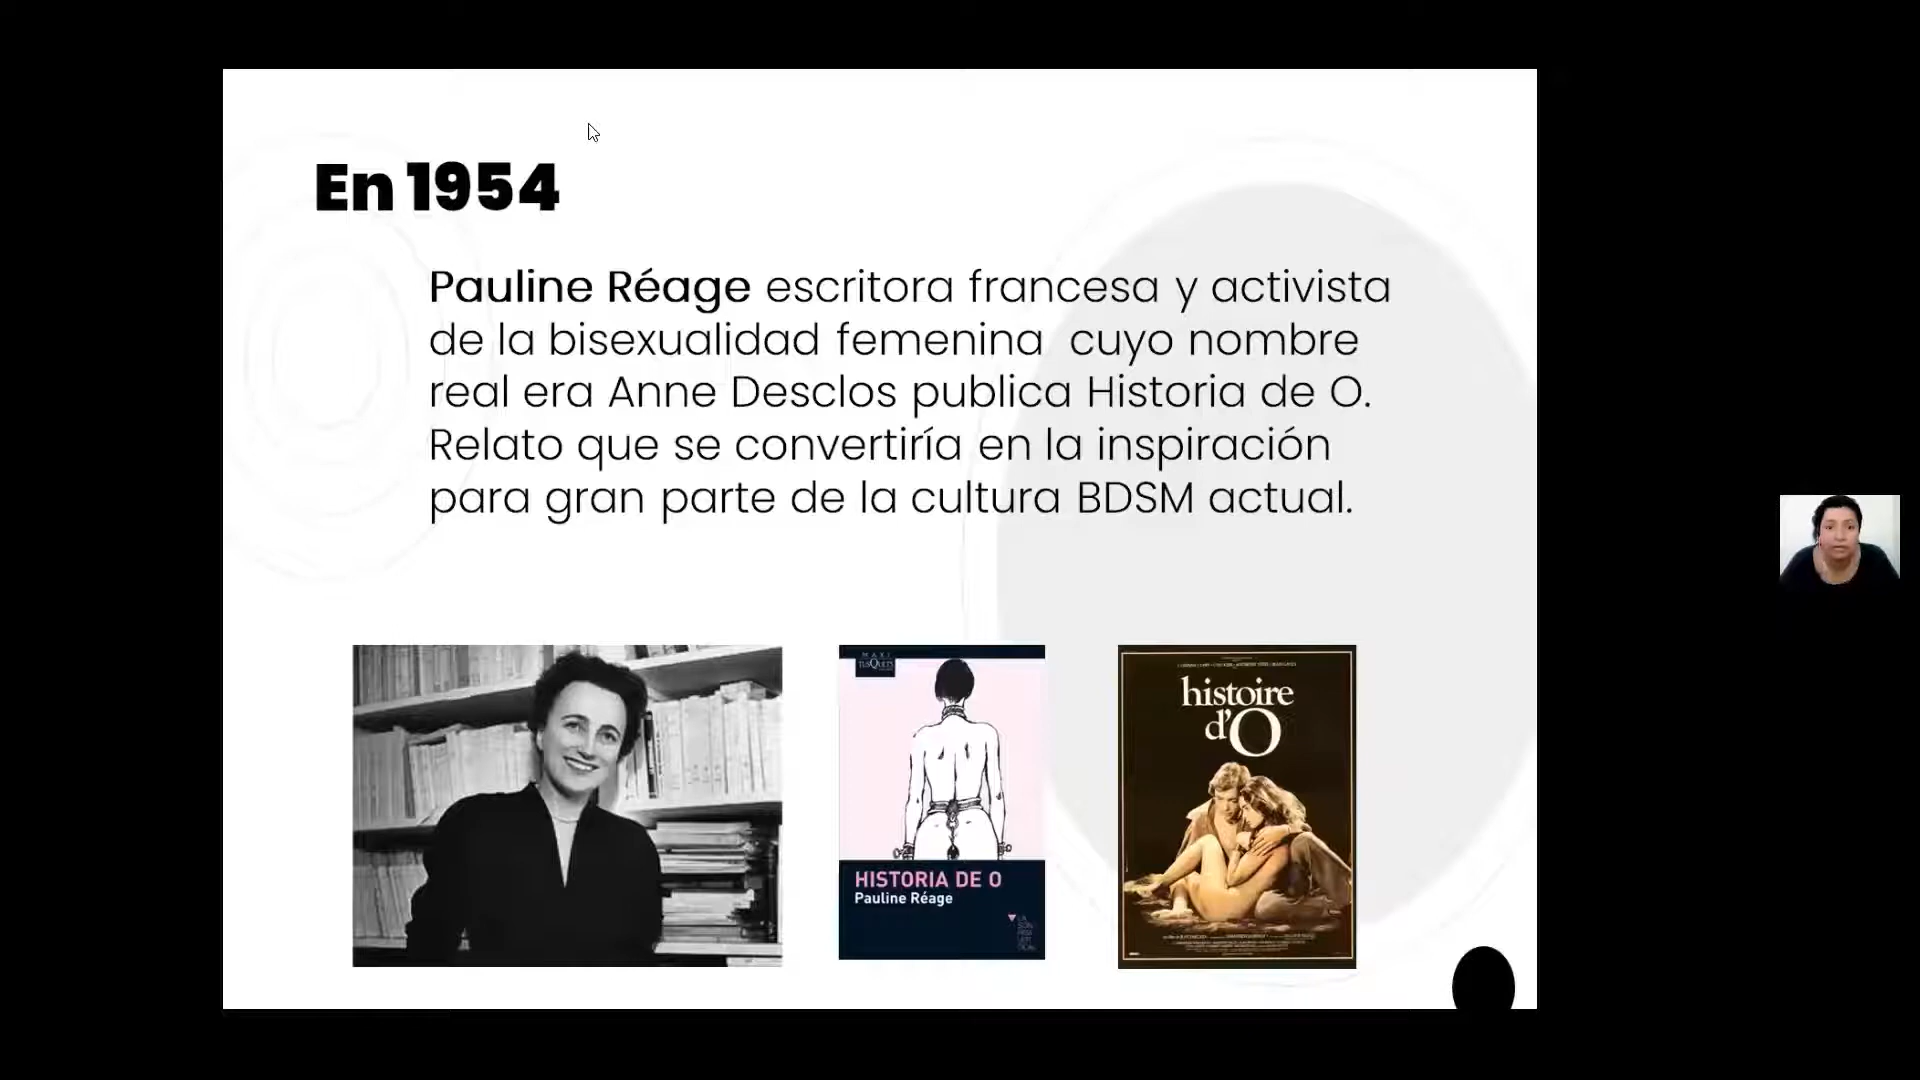 En 1954
Pauline Réage escritora francesa y activista
de la bisexualidad femenina cuyo nombre
real era Anne Desclos publica Historia de O.
Relato que se convertiría en la inspiración
para gran parte de la cultura BDSM actual.
MAXI
TUSQUETS
HISTORIA DE O
Pauline Réage
histoire
d'O